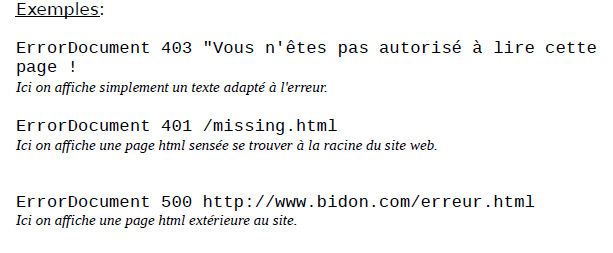 Exemples:
ErrorDocument 403 "Vous n'êtes pas autorisé à lire cette
page !
Ici on affiche simplement un texte adapté à l'erreur.
ErrorDocument 401 /missing.html
Ici on affiche une page html sensée se trouver à la racine du site web.
ErrorDocument 500 http://www.bidon.com/erreur.html
Ici on affiche une page html extérieure au site.